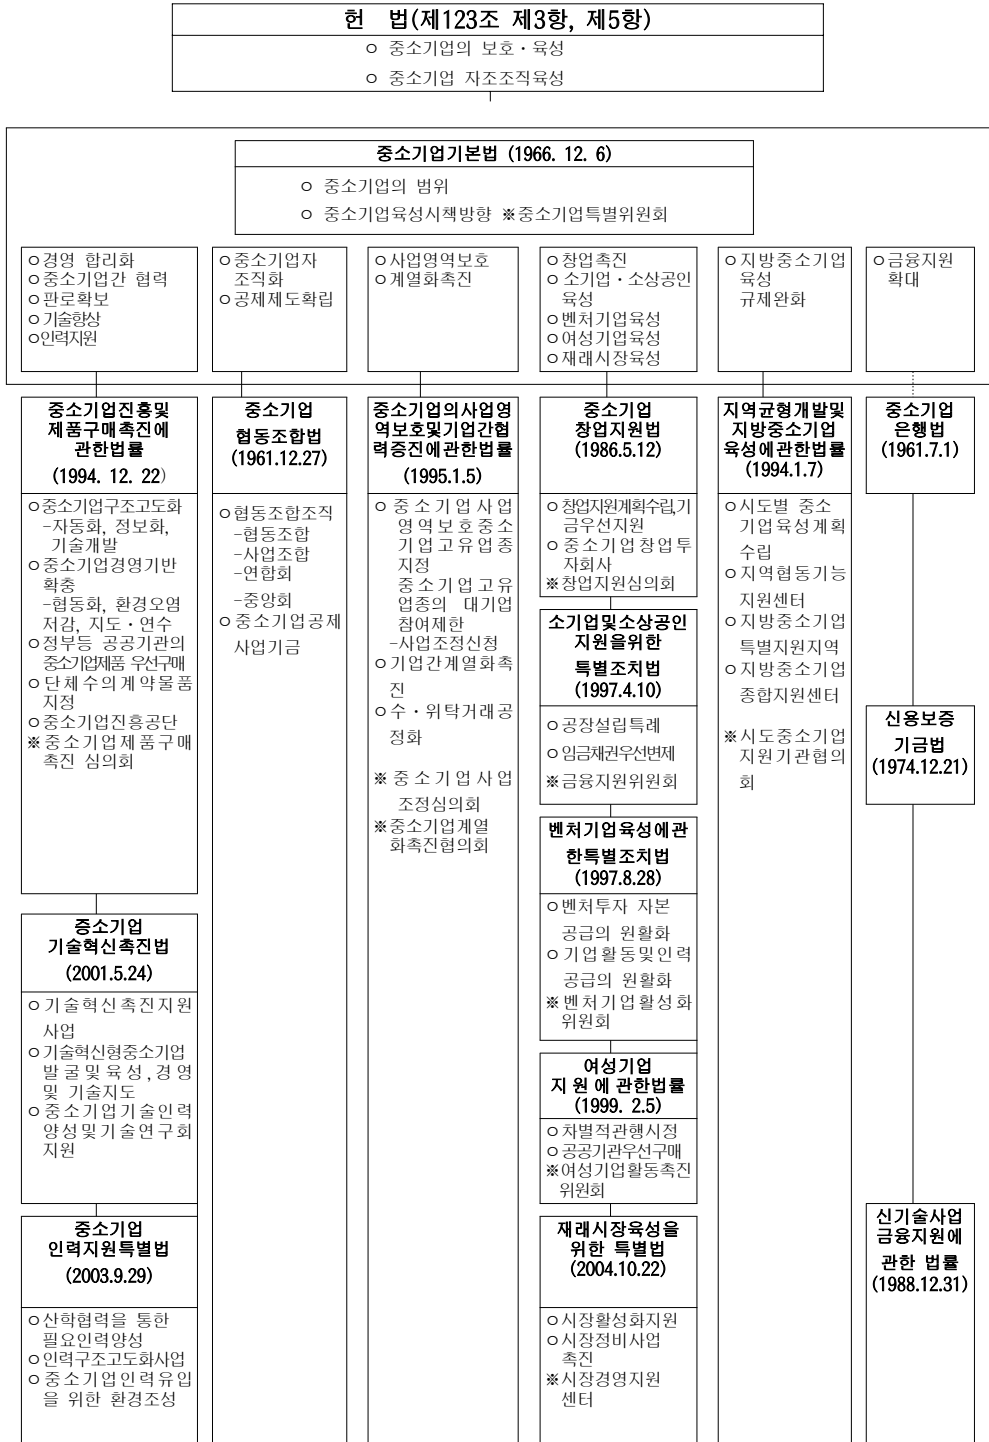 헌 법(제123조 제3항, 제5항)
ㅇ 중소기업의 보호・육성
ㅇ 중소기업 자조조직육성
중소기업기본법 (1966. 12. 6)
ㅇ 중소기업의 범위
ㅇ 중소기업육성시책방향 ※중소기업특별위원회
ㅇ경영 합리화
ㅇ중소기업간 협력
ㅇ판로확보
ㅇ기술향상
ㅇ인력지원
ㅇ중소기업자
조직화
ㅇ공제제도확립
ㅇ사업영역보호
ㅇ계열화촉진
ㅇ창업촉진
ㅇ소기업・소상공인
육성
ㅇ벤처기업육성
ㅇ여성기업육성
ㅇ재래시장육성
ㅇ지방중소기업
육성
규제완화
ㅇ금융지원
확대
중소기업진흥및
제품구매촉진에
관한법률
(1994. 12. 22)
ㅇ중소기업구조고도화
-자동화, 정보화,
기술개발
ㅇ중소기업경영기반
확충
-협동화, 환경오염
저감, 지도・연수
ㅇ정부등 공공기관의
중소기업제품 우선구매
ㅇ단체수의계약물품
지정
ㅇ중소기업진흥공단
※중소기업제품구매
촉진 심의회
증소기업
기술혁신촉진법
(2001.5.24)
ㅇ기술혁신촉진지원
사업
ㅇ기술혁신형중소기업
발굴및육성,경영
및 기술지도
ㅇ중소기업기술인력
양성및기술연구회
지원
중소기업
인력지원특별법
(2003.9.29)
ㅇ산학협력을 통한
필요인력양성
ㅇ인력구조고도화사업
ㅇ중소기업인력유입
을 위한 환경조성
중소기업
협동조합법
(1961.12.27)
ㅇ협동조합조직
-협동조합
-사업조합
-연합회
-중앙회
ㅇ중소기업공제
사업기금
중소기업의사업영
역보호및기업간협
력증진에관한법률
(1995.1.5)
ㅇ중소기업사업
영역보호중소
기업고유업종
지정
중소기업고유
업종의 대기업
참여제한
-사업조정신청
ㅇ기업간계열화촉
진
ㅇ수・위탁거래공
정화
※중소기업사업
조정심의회
※중소기업계열
화촉진협의회
중소기업
창업지원법
(1986.5.12)
ㅇ창업지원계획수립,기
금우선지원
ㅇ중소기업창업투
자회사
※창업지원심의회
소기업및소상공인
지원을위한
특별조치법
(1997.4.10)
ㅇ공장설립특례
ㅇ임금채권우선변제
※금융지원위원회
벤처기업육성에관
한특별조치법
(1997.8.28)
ㅇ벤처투자 자본
공급의 원활화
ㅇ기업활동및인력
공급의 원활화
※벤처기업활성화
위원회
여성기업
지원에관한법률
(1999. 2.5)
ㅇ차별적관행시정
ㅇ공공기관우선구매
※여성기업활동촉진
위원회
재래시장육성을
위한 특별법
(2004.10.22)
ㅇ시장활성화지원
ㅇ시장정비사업
촉진
※시장경영지원
센터
지역균형개발및
지방중소기업
육성에관한법률
(1994.1.7)
ㅇ시도별 중소
기업육성계획
수립
ㅇ지역협동기능
지원센터
ㅇ지방중소기업
특별지원지역
ㅇ지방중소기업
종합지원센터
※시도중소기업
지원기관협의
회
중소기업
은행법
(1961.7.1)
신용보증
기금법
(1974.12.21)
신기술사업
금융지원에
관한 법률
(1988.12.31)